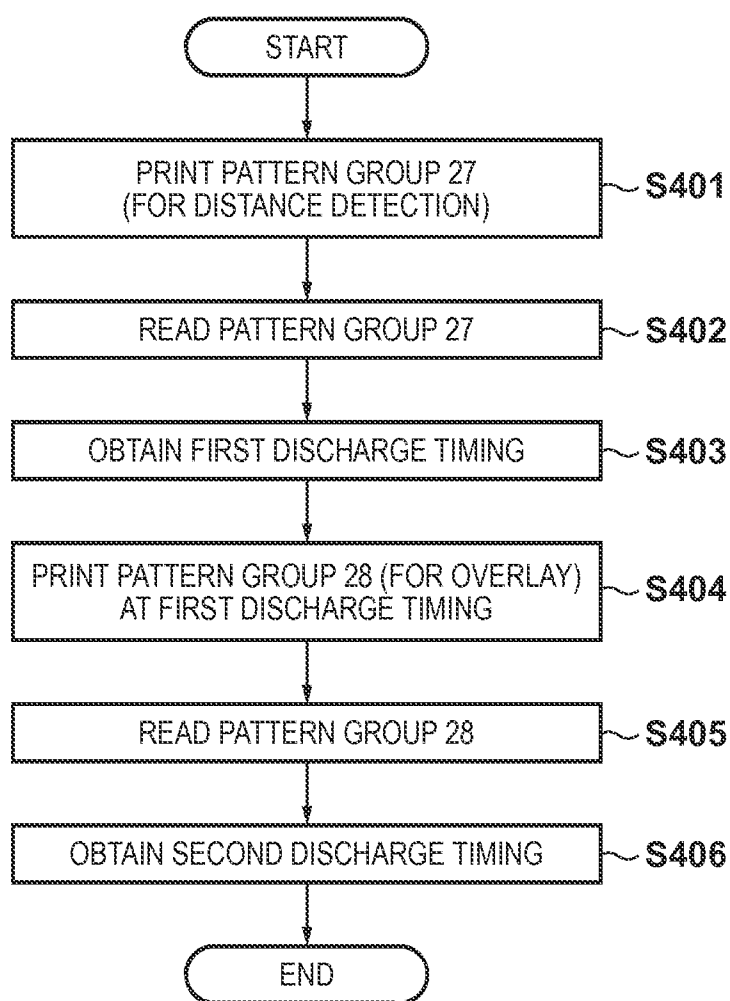 START
PRINT PATTERN GROUP 27
(FOR DISTANCE DETECTION)
S401
READ PATTERN GROUP 27
S402
OBTAIN FIRST DISCHARGE TIMING
S403
PRINT PATTERN GROUP 28 (FOR OVERLAY)
AT FIRST DISCHARGE TIMING
S404
READ PATTERN GROUP 28
S405
OBTAIN SECOND DISCHARGE TIMING
S406
END